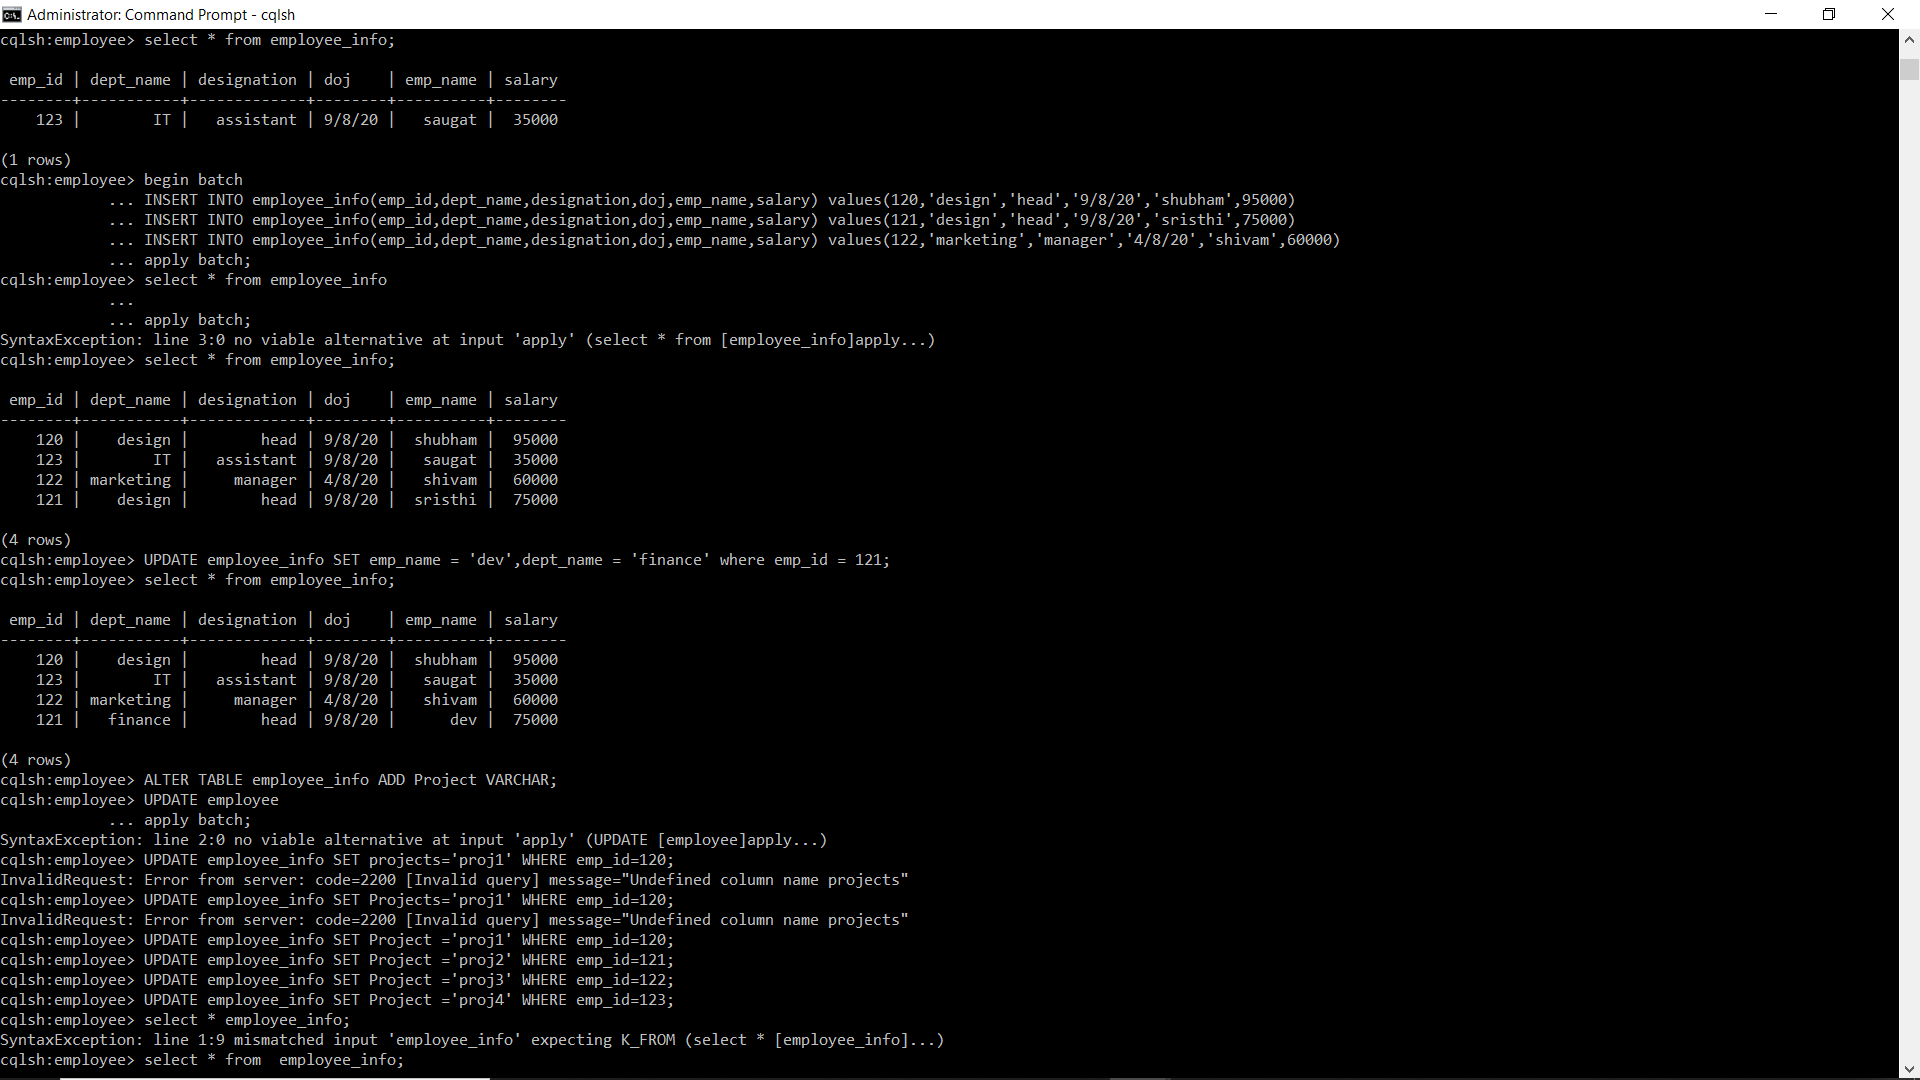 Administrator: Command Prompt - cqlsh
cqlsh:employee> select * from employee_info;
emp_id | dept_name | designation | doj    | emp_name | salary
--------+-----------+-------------+--------+----------+--------
123 |        IT |   assistant | 9/8/20 |   saugat |  35000
(1 rows)
cqlsh:employee> begin batch
... INSERT INTO employee_info(emp_id,dept_name,designation,doj,emp_name,salary) values(120,'design','head','9/8/20','shubham',95000)
... INSERT INTO employee_info(emp_id,dept_name,designation,doj,emp_name,salary) values(121,'design','head','9/8/20','sristhi',75000)
... INSERT INTO employee_info(emp_id,dept_name,designation,doj,emp_name,salary) values(122,'marketing','manager','4/8/20','shivam',60000)
... apply batch;
cqlsh:employee> select * from employee_info
...
... apply batch;
SyntaxException: line 3:0 no viable alternative at input 'apply' (select * from [employee_info]apply...)
cqlsh:employee> select * from employee_info;
emp_id | dept_name | designation | doj    | emp_name | salary
--------+-----------+-------------+--------+----------+--------
120 |    design |        head | 9/8/20 |  shubham |  95000
123 |        IT |   assistant | 9/8/20 |   saugat |  35000
122 | marketing |     manager | 4/8/20 |   shivam |  60000
121 |    design |        head | 9/8/20 |  sristhi |  75000
(4 rows)
cqlsh:employee> UPDATE employee_info SET emp_name = 'dev',dept_name = 'finance' where emp_id = 121;
cqlsh:employee> select * from employee_info;
emp_id | dept_name | designation | doj    | emp_name | salary
--------+-----------+-------------+--------+----------+--------
120 |    design |        head | 9/8/20 |  shubham |  95000
123 |        IT |   assistant | 9/8/20 |   saugat |  35000
122 | marketing |     manager | 4/8/20 |   shivam |  60000
121 |   finance |        head | 9/8/20 |      dev |  75000
(4 rows)
cqlsh:employee> ALTER TABLE employee_info ADD Project VARCHAR;
cqlsh:employee> UPDATE employee
... apply batch;
SyntaxException: line 2:0 no viable alternative at input 'apply' (UPDATE [employee]apply...)
cqlsh:employee> UPDATE employee_info SET projects='proj1' WHERE emp_id=120;
InvalidRequest: Error from server: code=2200 [Invalid query] message="Undefined column name projects"
cqlsh:employee> UPDATE employee_info SET Projects='proj1' WHERE emp_id=120;
InvalidRequest: Error from server: code=2200 [Invalid query] message="Undefined column name projects"
cqlsh:employee> UPDATE employee_info SET Project ='proj1' WHERE emp_id=120;
cqlsh:employee> UPDATE employee_info SET Project ='proj2' WHERE emp_id=121;
cqlsh:employee> UPDATE employee_info SET Project ='proj3' WHERE emp_id=122;
cqlsh:employee> UPDATE employee_info SET Project ='proj4' WHERE emp_id=123;
cqlsh:employee> select * employee_info;
SyntaxException: line 1:9 mismatched input 'employee_info' expecting K_FROM (select * [employee_info]...)
cqlsh:employee> select * from  employee_info;